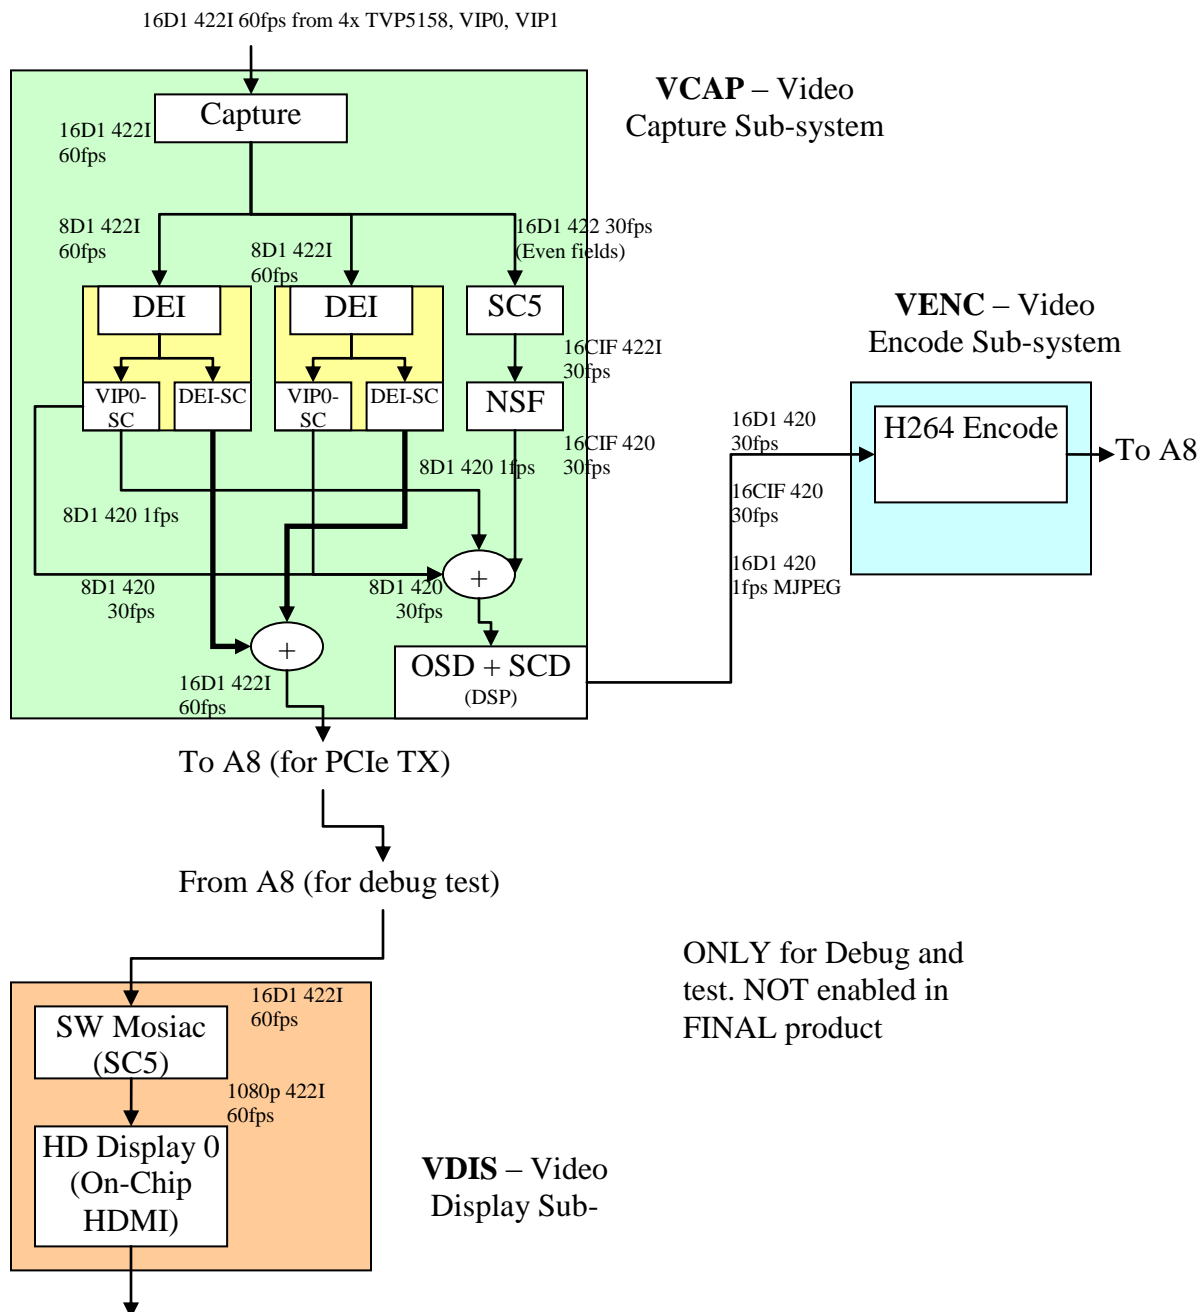 16D1 422I 60fps from 4x TVP5158, VIP0, VIP1
VCAP – Video
Capture Sub-system
Capture
16D1 422I
60fps
8D1 422I
60fps
8D1 422I
60fps
16D1 422 30fps
(Even fields)
DEI
DEI
SC5
VENC – Video
Encode Sub-system
16CIF 422I
30fps
VIP0-
SC
DEI-SC
VIP0-
SC
DEI-SC
NSF
16D1 420
30fps
H264 Encode
To A8
16CIF 420
30fps
8D1 420 1fps
8D1 420 1fps
16CIF 420
30fps
16D1 420
1fps MJPEG
8D1 420
30fps
8D1 420
30fps
+
+
OSD + SCD
(DSP)
16D1 422I
60fps
To A8 (for PCIe TX)
From A8 (for debug test)
ONLY for Debug and
test. NOT enabled in
FINAL product
16D1 422I
60fps
SW Mosiac
(SC5)
1080p 422I
60fps
HD Display 0
(On-Chip
HDMI)
VDIS – Video
Display Sub-